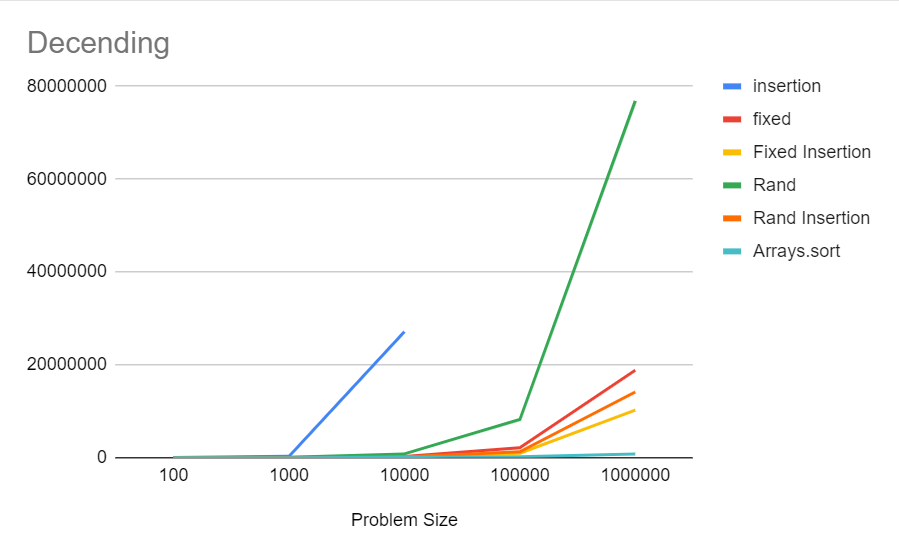 Decending
80000000
60000000
40000000
20000000
0
100 1000 10000 100000 1000000
Problem Size
insertion
fixed
Fixed Insertion
Rand
Rand Insertion
Arrays.sort